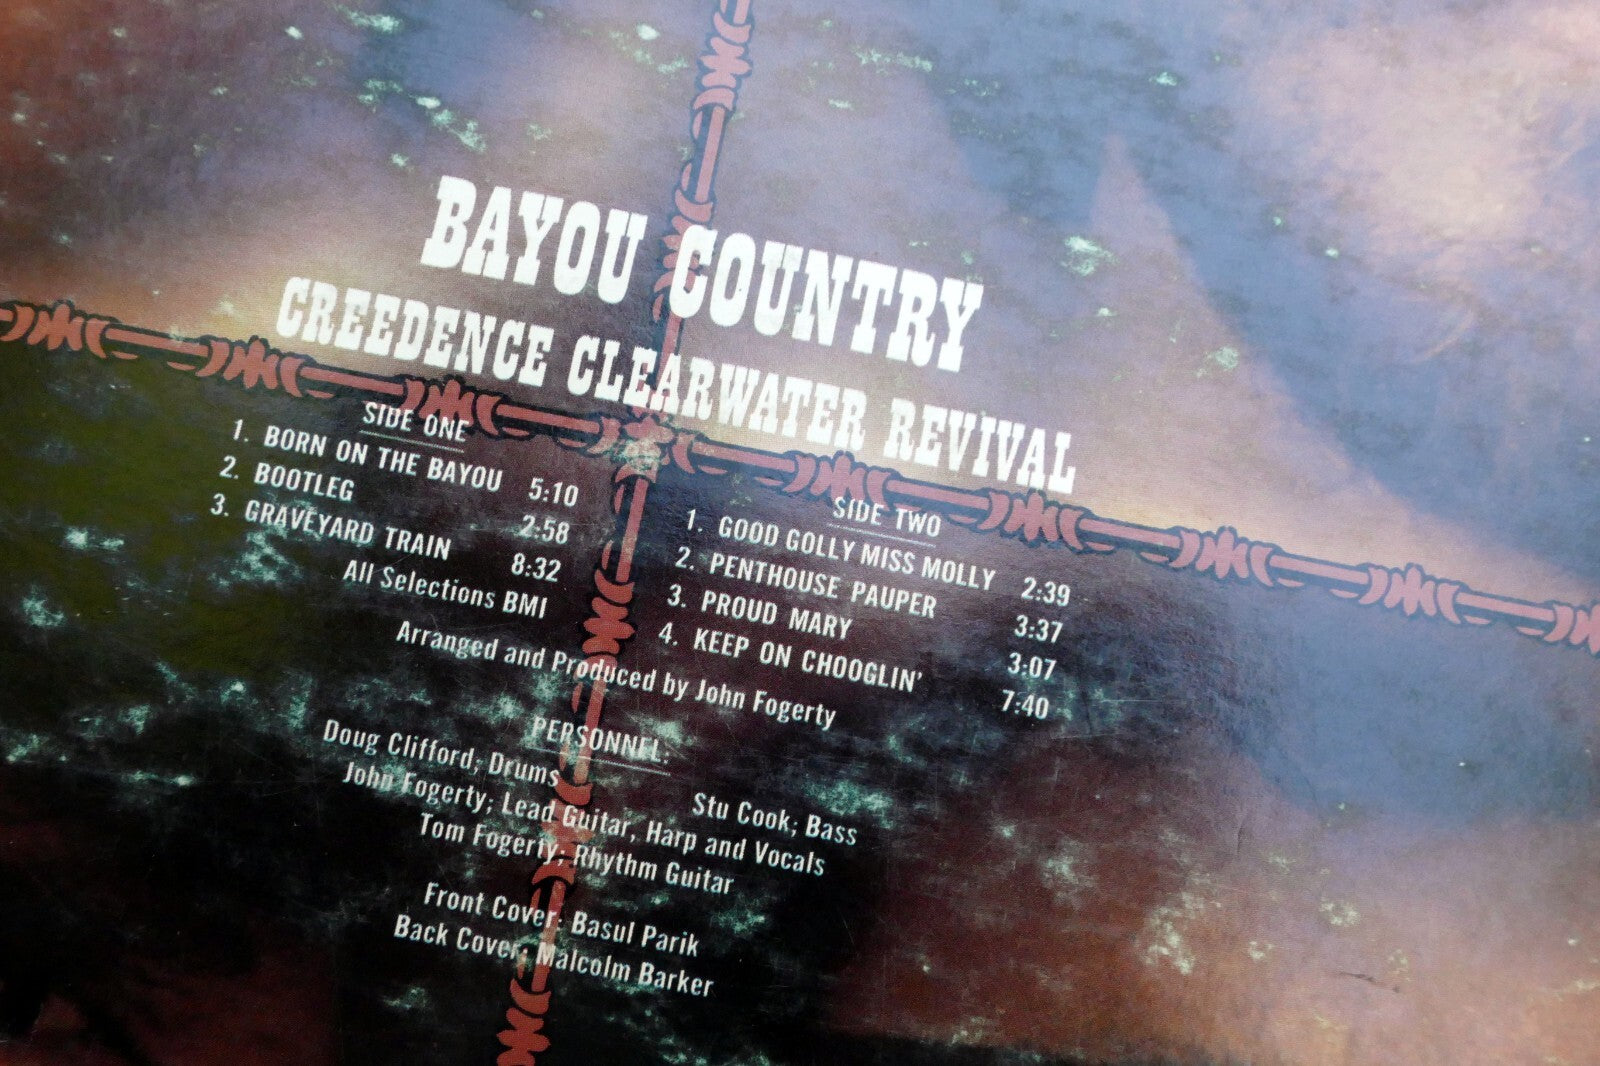 BAYOU COUNTRY
CREEDENCE CLEARWATER REVIVAL
SIDE ONE
1. BORN ON THE BAYOU 5:10
2. BOOTLEG 2:58
3. GRAVEYARD TRAIN 8:32
All Selections BMI
SIDE TWO
1. GOOD GOLLY MISS MOLLY 2:39
2. PENTHOUSE PAUPER 3:37
3. PROUD MARY 3:07
4. KEEP ON CHOOGLIN' 7:40
Arranged and Produced by John Fogerty
PERSONNEL:
Doug Clifford; Drums Stu Cook; Bass
John Fogerty; Lead Guitar, Harp and Vocals
Tom Fogerty; Rhythm Guitar
Front Cover: Basul Parik
Back Cover: Malcolm Barker